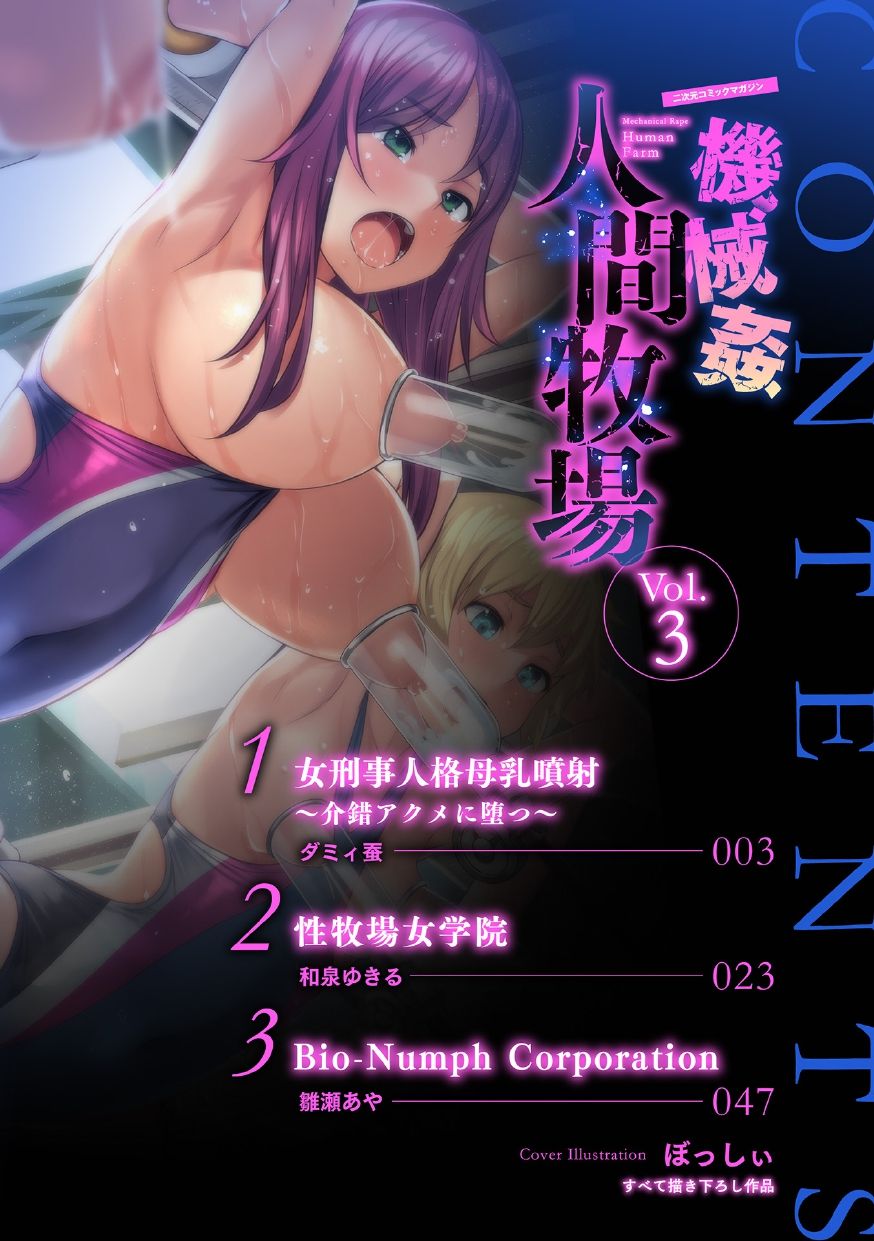 二次元コミックマガジン
機械姦
Mechanical Rape
Human
Farm
人間牧場
Vol.
3
CONTENTS
1 女刑事人格母乳噴射
～介錯アクメに堕つ～
ダミィ蚕 003
2 性牧場女学院
和泉ゆきる 023
3 Bio-Numph Corporation
雛瀬あや 047
Cover Illustration ぼっしぃ
すべて描き下ろし作品